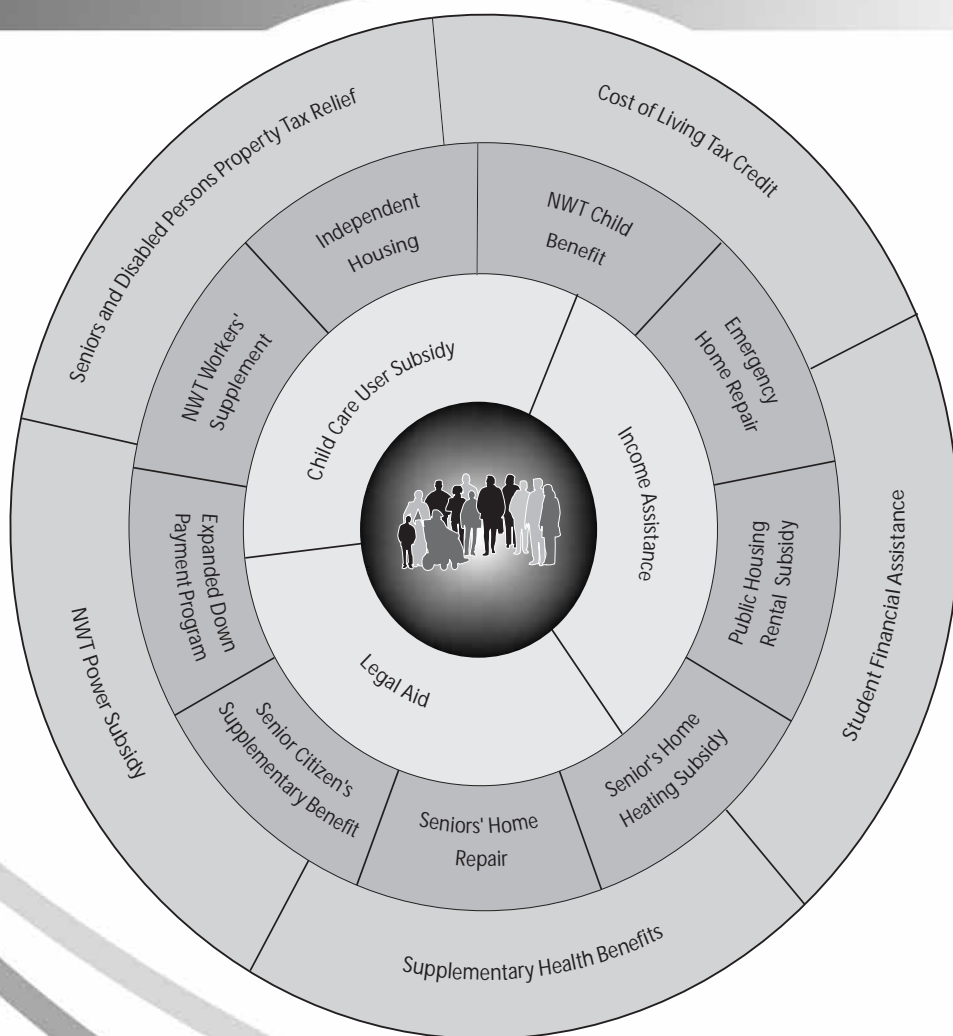 Seniors and Disabled Persons Property Tax Relief
Cost of Living Tax Credit
Student Financial Assistance
Supplementary Health Benefits
NWT Power Subsidy
Independent
Housing
NWT Child
Benefit
Emergency
Home Repair
Public Housing
Rental Subsidy
Senior's Home
Heating Subsidy
Seniors' Home
Repair
Senior Citizen's
Supplementary Benefit
Expanded Down
Payment Program
NWT Workers'
Supplement
Child Care User Subsidy
Income Assistance
Legal Aid